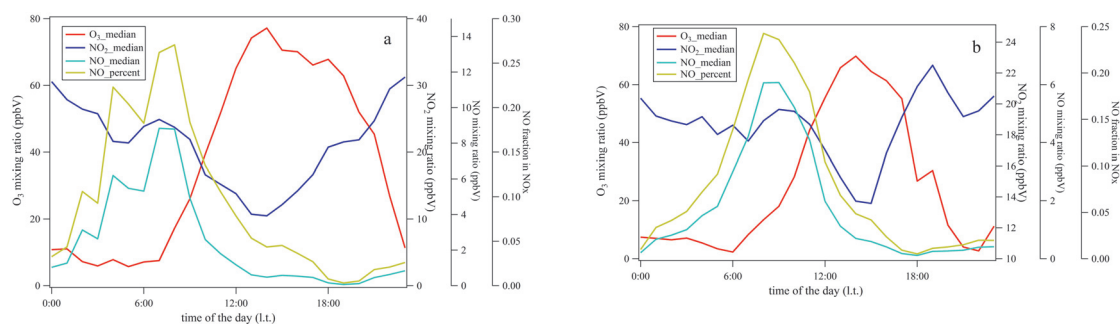 a
O3_median
NO2_median
NO_median
NO_percent
O3 mixing ratio (ppbV)
80
60
40
20
0
0:00
6:00
12:00
18:00
time of the day (l.t.)
NO2 mixing ratio (ppbV)
40
30
20
10
0
NO mixing ratio (ppbV)
14
12
10
8
6
4
2
0
NO fraction in NOx
0.30
0.25
0.20
0.15
0.10
0.05
0.00
b
O3_median
NO2_median
NO_median
NO_percent
O3 mixing ratio (ppbV)
80
60
40
20
0
0:00
6:00
12:00
18:00
time of the day (l.t.)
NO2 mixing ratio (ppbV)
24
22
20
18
16
14
12
10
NO mixing ratio (ppbV)
8
6
4
2
0
NO fraction in NOx
0.25
0.20
0.15
0.10
0.05
0.00